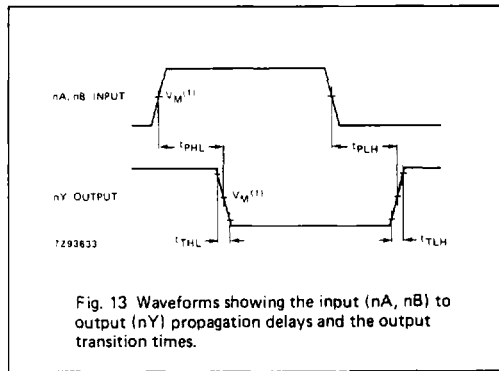 nA, nB INPUT
VM(1)
tPHL
tPLH
nY OUTPUT
VM(1)
7Z93633
tTHL
tTLH
Fig. 13 Waveforms showing the input (nA, nB) to
output (nY) propagation delays and the output
transition times.